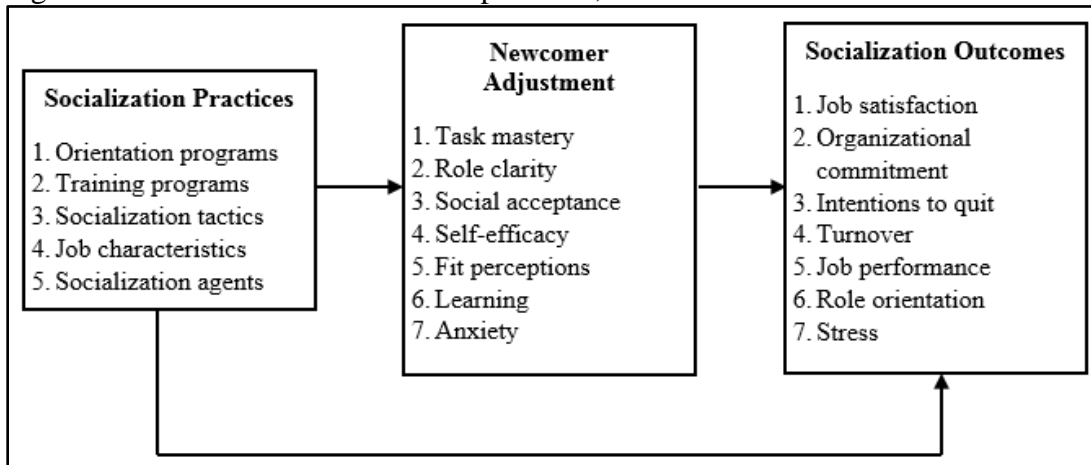 Socialization Practices
1. Orientation programs
2. Training programs
3. Socialization tactics
4. Job characteristics
5. Socialization agents
Newcomer
Adjustment
1. Task mastery
2. Role clarity
3. Social acceptance
4. Self-efficacy
5. Fit perceptions
6. Learning
7. Anxiety
Socialization Outcomes
1. Job satisfaction
2. Organizational
commitment
3. Intentions to quit
4. Turnover
5. Job performance
6. Role orientation
7. Stress